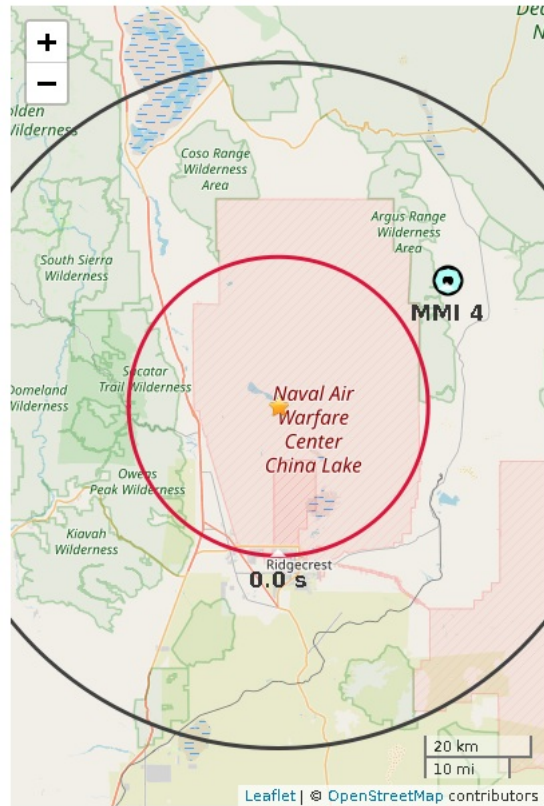 +
−
De
N
olden
Wilderness
Coso Range
Wilderness
Area
Argus Range
Wilderness
Area
South Sierra
Wilderness
MMI 4
Sacatar
Trail Wilderness
Domeland
Wilderness
Naval Air
Warfare
Center
China Lake
Owens
Peak Wilderness
Kiavah
Wilderness
Ridgecrest
0.0 s
20 km
10 mi
Leaflet | © OpenStreetMap contributors